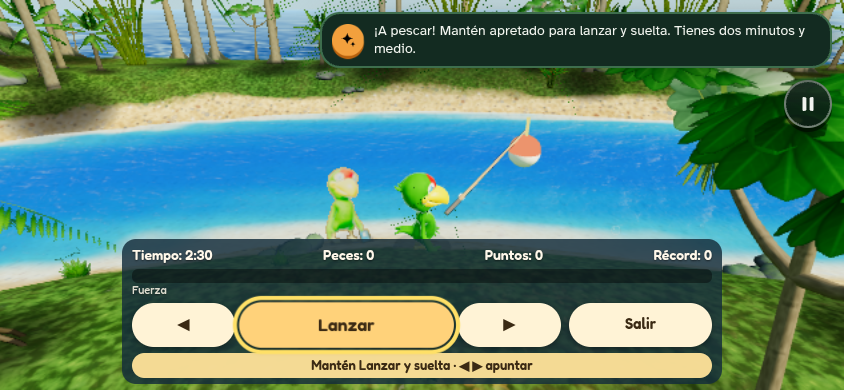 ¡A pescar! Mantén apretado para lanzar y suelta. Tienes dos minutos y
medio.
Tiempo: 2:30 Peces: 0 Puntos: 0 Récord: 0
Fuerza
◀ Lanzar ▶ Salir
Mantén Lanzar y suelta · ◀ ▶ apuntar